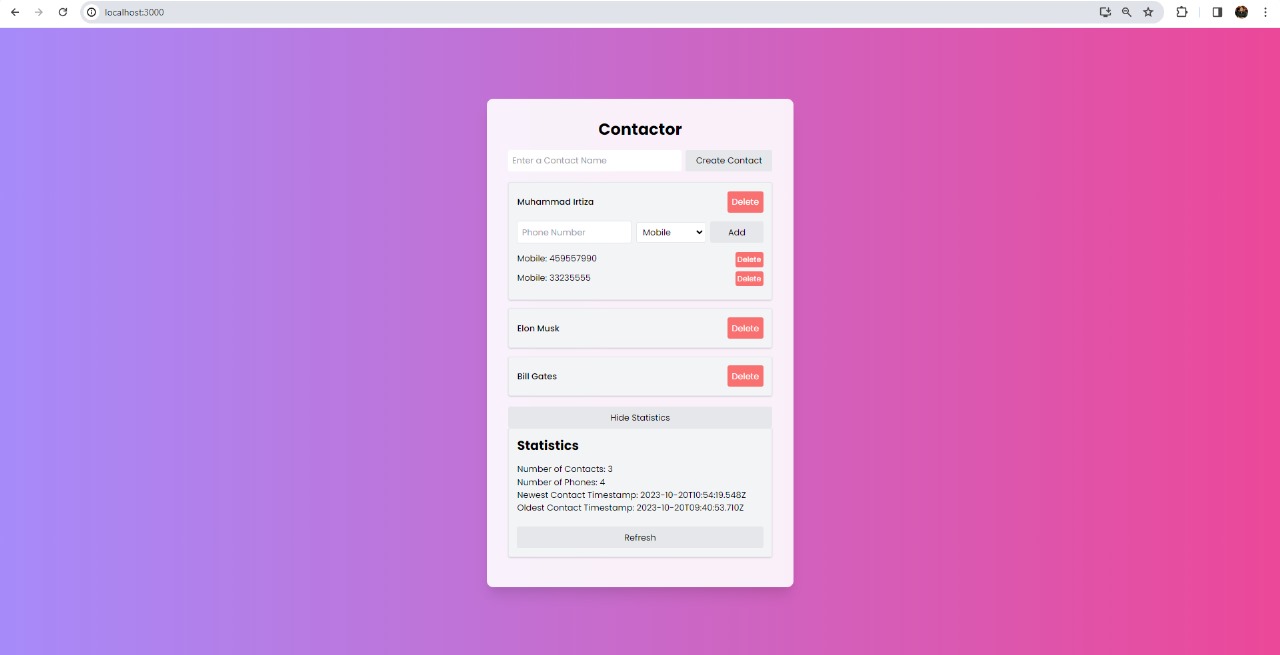 localhost:3000
Contactor
Enter a Contact Name Create Contact
Muhammad Irtiza Delete
Phone Number Mobile Add
Mobile: 459557990 Delete
Mobile: 33235555 Delete
Elon Musk Delete
Bill Gates Delete
Hide Statistics
Statistics
Number of Contacts: 3
Number of Phones: 4
Newest Contact Timestamp: 2023-10-20T10:54:19.548Z
Oldest Contact Timestamp: 2023-10-20T09:40:53.710Z
Refresh